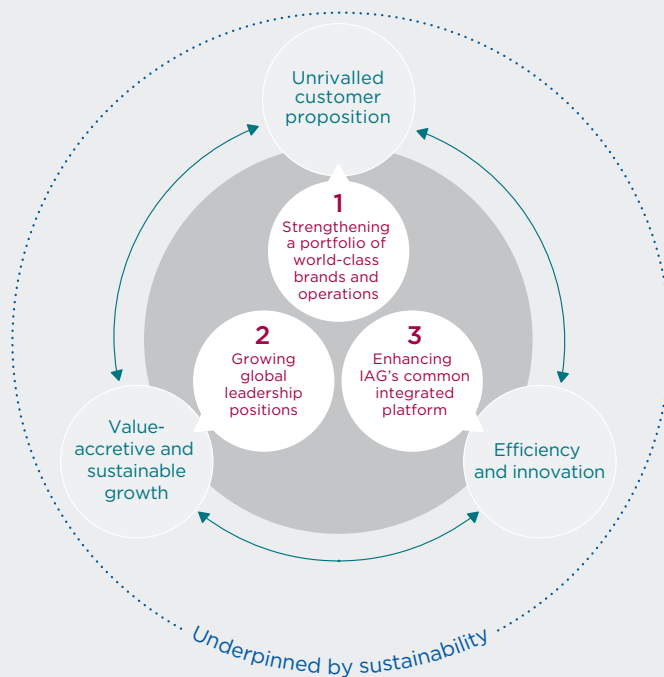 Unrivalled
customer
proposition
1
Strengthening
a portfolio of
world-class
brands and
operations
2
Growing
global
leadership
positions
3
Enhancing
IAG’s common
integrated
platform
Value-
accretive and
sustainable
growth
Efficiency
and innovation
Underpinned by sustainability